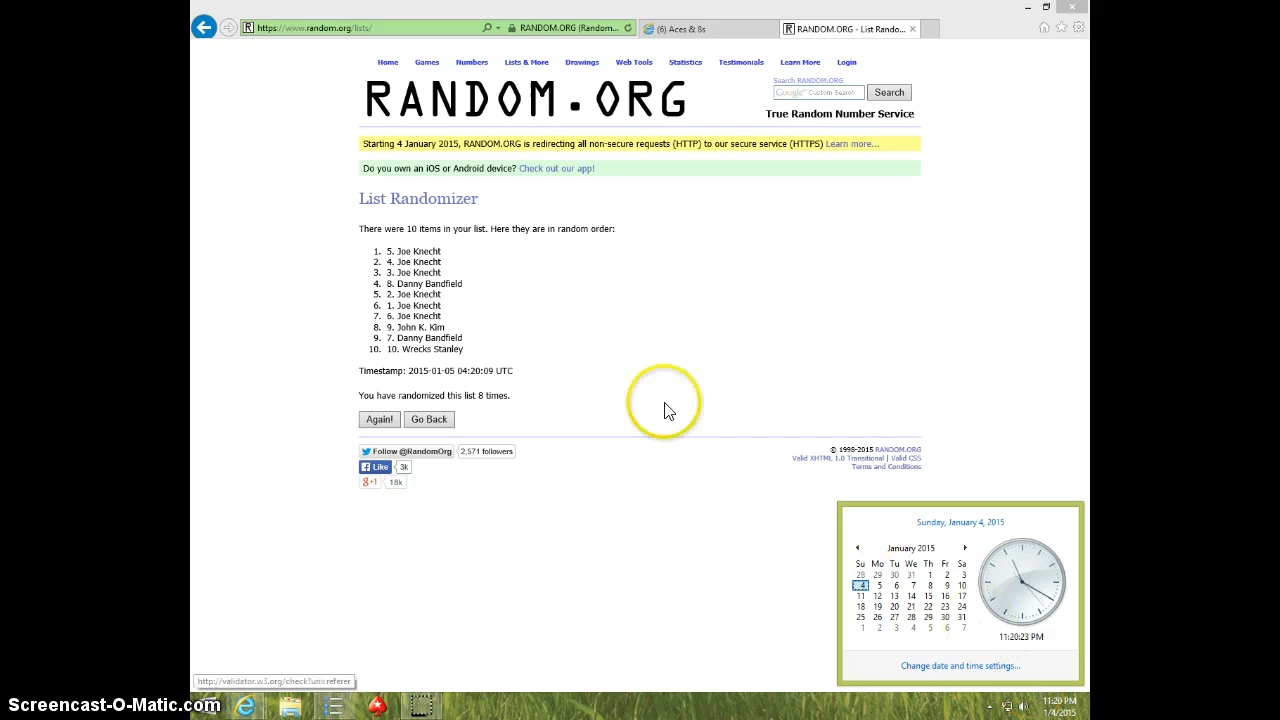 https://www.random.org/lists/
RANDOM.ORG (Random...
(6) Aces & 8s
RANDOM.ORG - List Rando...
Home Games Numbers Lists & More Drawings Web Tools Statistics Testimonials Learn More Login
RANDOM.ORG
Search RANDOM.ORG
Google™ Custom Search
Search
True Random Number Service
Starting 4 January 2015, RANDOM.ORG is redirecting all non-secure requests (HTTP) to our secure service (HTTPS) Learn more...
Do you own an iOS or Android device? Check out our app!
List Randomizer
There were 10 items in your list. Here they are in random order:
1. 5. Joe Knecht
2. 4. Joe Knecht
3. 3. Joe Knecht
4. 8. Danny Bandfield
5. 2. Joe Knecht
6. 1. Joe Knecht
7. 6. Joe Knecht
8. 9. John K. Kim
9. 7. Danny Bandfield
10. 10. Wrecks Stanley
Timestamp: 2015-01-05 04:20:09 UTC
You have randomized this list 8 times.
Again! Go Back
Follow @RandomOrg 2,571 followers
Like 3k
g+1 18k
© 1998-2015 RANDOM.ORG
Valid XHTML 1.0 Transitional | Valid CSS
Terms and Conditions
Sunday, January 4, 2015
January 2015
Su Mo Tu We Th Fr Sa
28 29 30 31 1 2 3
4 5 6 7 8 9 10
11 12 13 14 15 16 17
18 19 20 21 22 23 24
25 26 27 28 29 30 31
1 2 3 4 5 6 7
11:20:23 PM
Change date and time settings...
http://validator.w3.org/check?uri=referer
11:20 PM
1/4/2015
Screencast-O-Matic.com